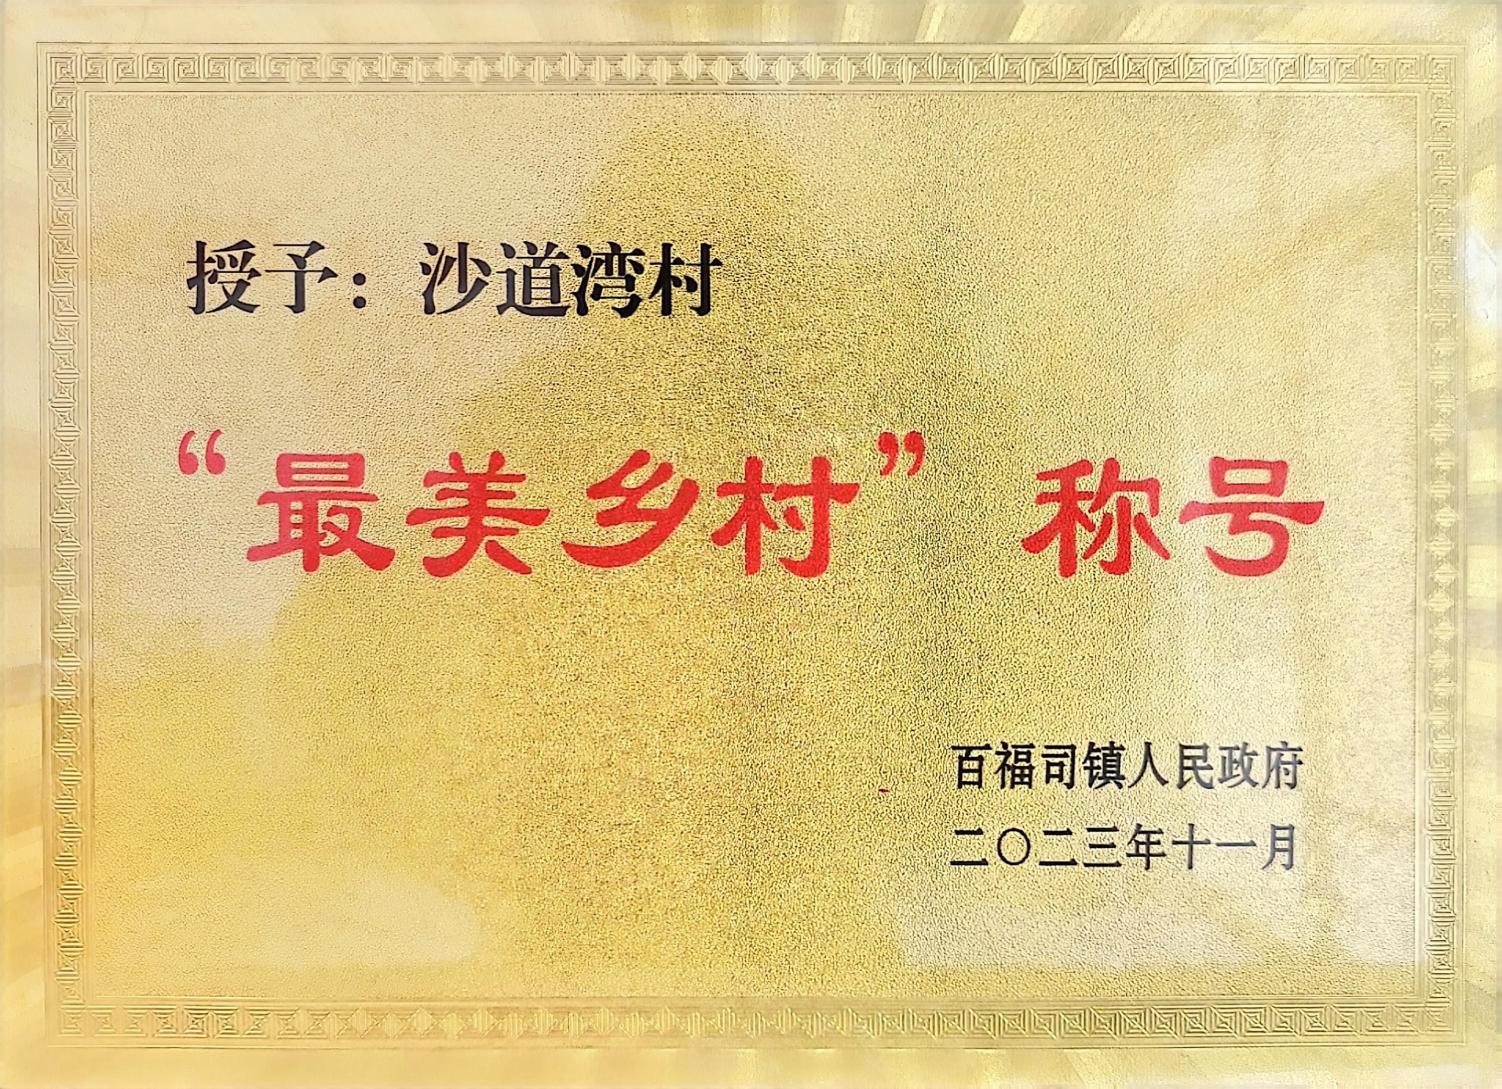 授予：沙道湾村
“最美乡村” 称号
百福司镇人民政府
二〇二三年十一月